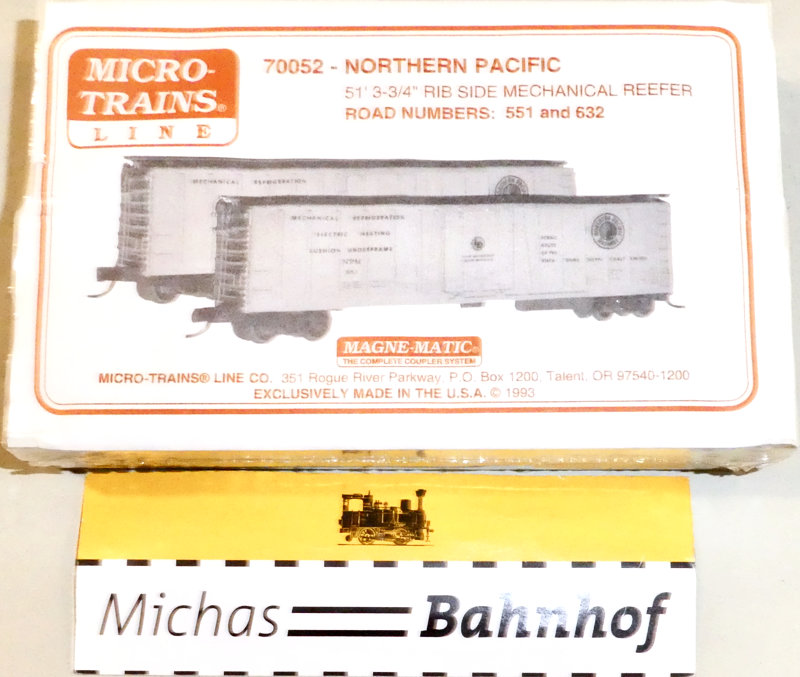 MICRO-
TRAINS®
LINE
70052 - NORTHERN PACIFIC
51' 3-3/4" RIB SIDE MECHANICAL REEFER
ROAD NUMBERS: 551 and 632
MECHANICAL REFRIGERATION
MECHANICAL REFRIGERATION
ELECTRIC HEATING
CUSHION UNDERFRAME
MAGNE-MATIC®
THE COMPLETE COUPLER SYSTEM
MICRO-TRAINS® LINE CO. 351 Rogue River Parkway, P.O. Box 1200, Talent, OR 97540-1200
EXCLUSIVELY MADE IN THE U.S.A. © 1993
Michas Bahnhof